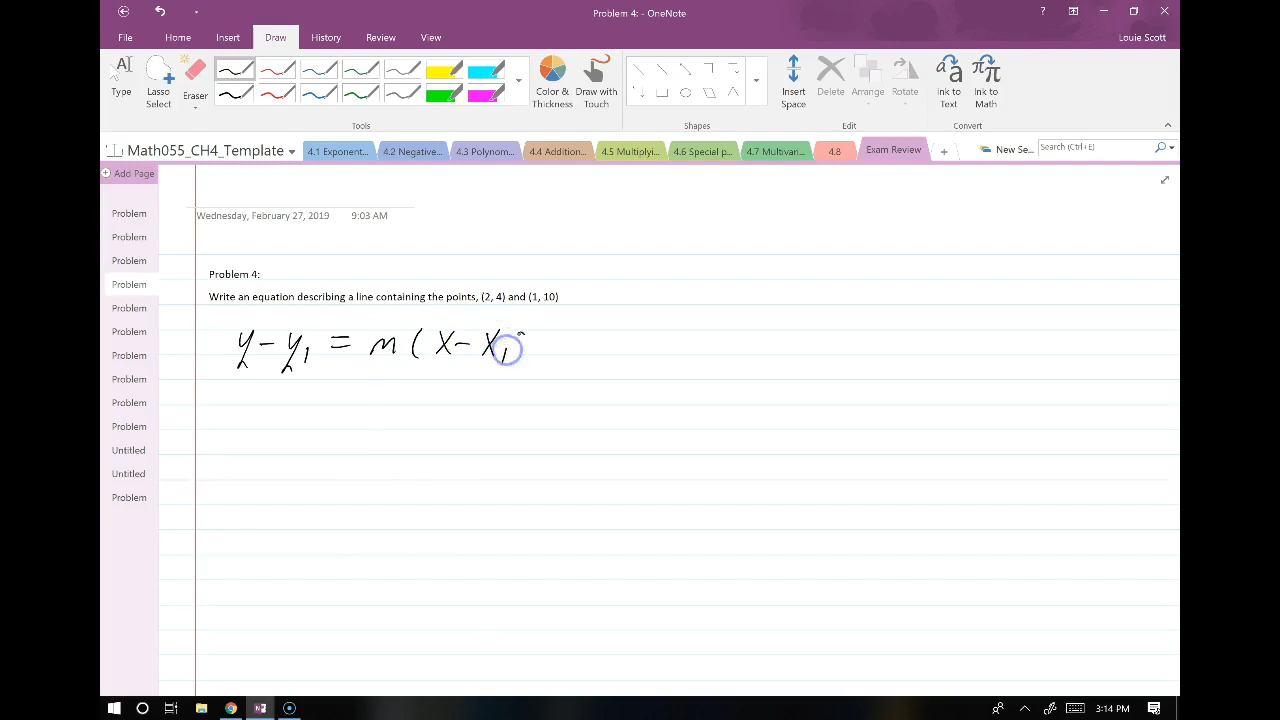 Problem 4: - OneNote
File Home Insert Draw History Review View
Louie Scott
Type Lasso Select Eraser Color & Thickness Draw with Touch Insert Space Delete Arrange Rotate Ink to Text Ink to Math
Tools Shapes Edit Convert
Math055_CH4_Template 4.1 Exponent... 4.2 Negative... 4.3 Polynom... 4.4 Addition... 4.5 Multiplyi... 4.6 Special p... 4.7 Multivan... 4.8 Exam Review New Se... Search (Ctrl+E)
Add Page
Wednesday, February 27, 2019 9:03 AM
Problem
Problem
Problem
Problem
Problem
Problem
Problem
Problem
Problem
Problem
Untitled
Untitled
Problem
Problem 4:
Write an equation describing a line containing the points, (2, 4) and (1, 10)
y - y₁ = m ( x - x₁
3:14 PM